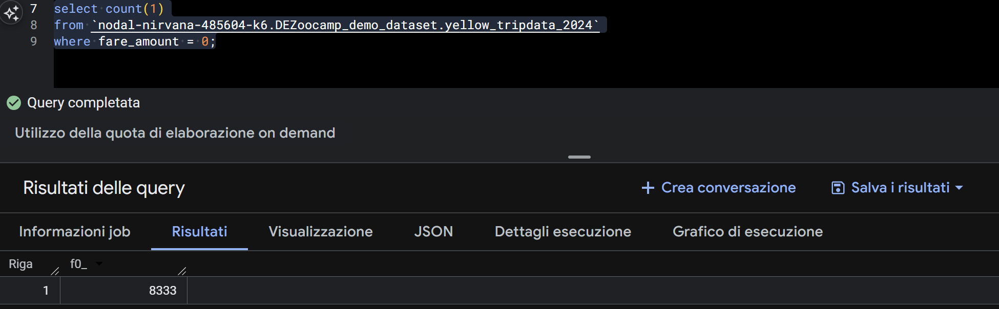 7 select count(1)
8 from `nodal-nirvana-485604-k6.DEZoocamp_demo_dataset.yellow_tripdata_2024`
9 where fare_amount = 0;
Query completata
Utilizzo della quota di elaborazione on demand
Risultati delle query
Crea conversazione
Salva i risultati
Informazioni job Risultati Visualizzazione JSON Dettagli esecuzione Grafico di esecuzione
Riga f0_
1 8333